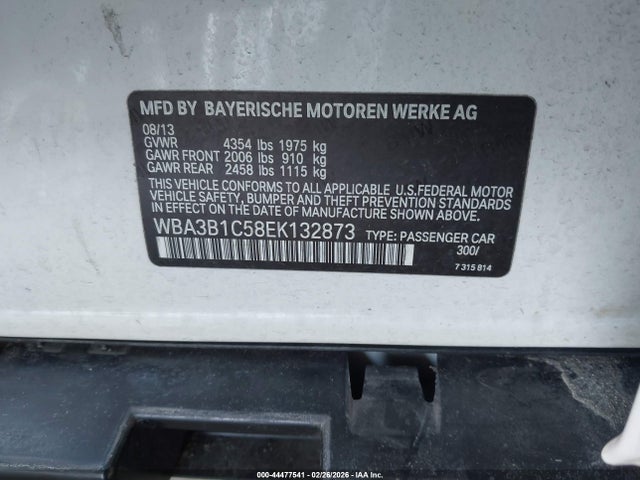 MFD BY BAYERISCHE MOTOREN WERKE AG
08/13
GVWR 4354 lbs 1975 kg
GAWR FRONT 2006 lbs 910 kg
GAWR REAR 2458 lbs 1115 kg
THIS VEHICLE CONFORMS TO ALL APPLICABLE U.S.FEDERAL MOTOR
VEHICLE SAFETY, BUMPER AND THEFT PREVENTION STANDARDS
IN EFFECT ON THE DATE OF MANUFACTURE SHOWN ABOVE.
WBA3B1C58EK132873 TYPE: PASSENGER CAR
300/
7 315 814
000-44477541 - 02/26/2026 - IAA Inc.